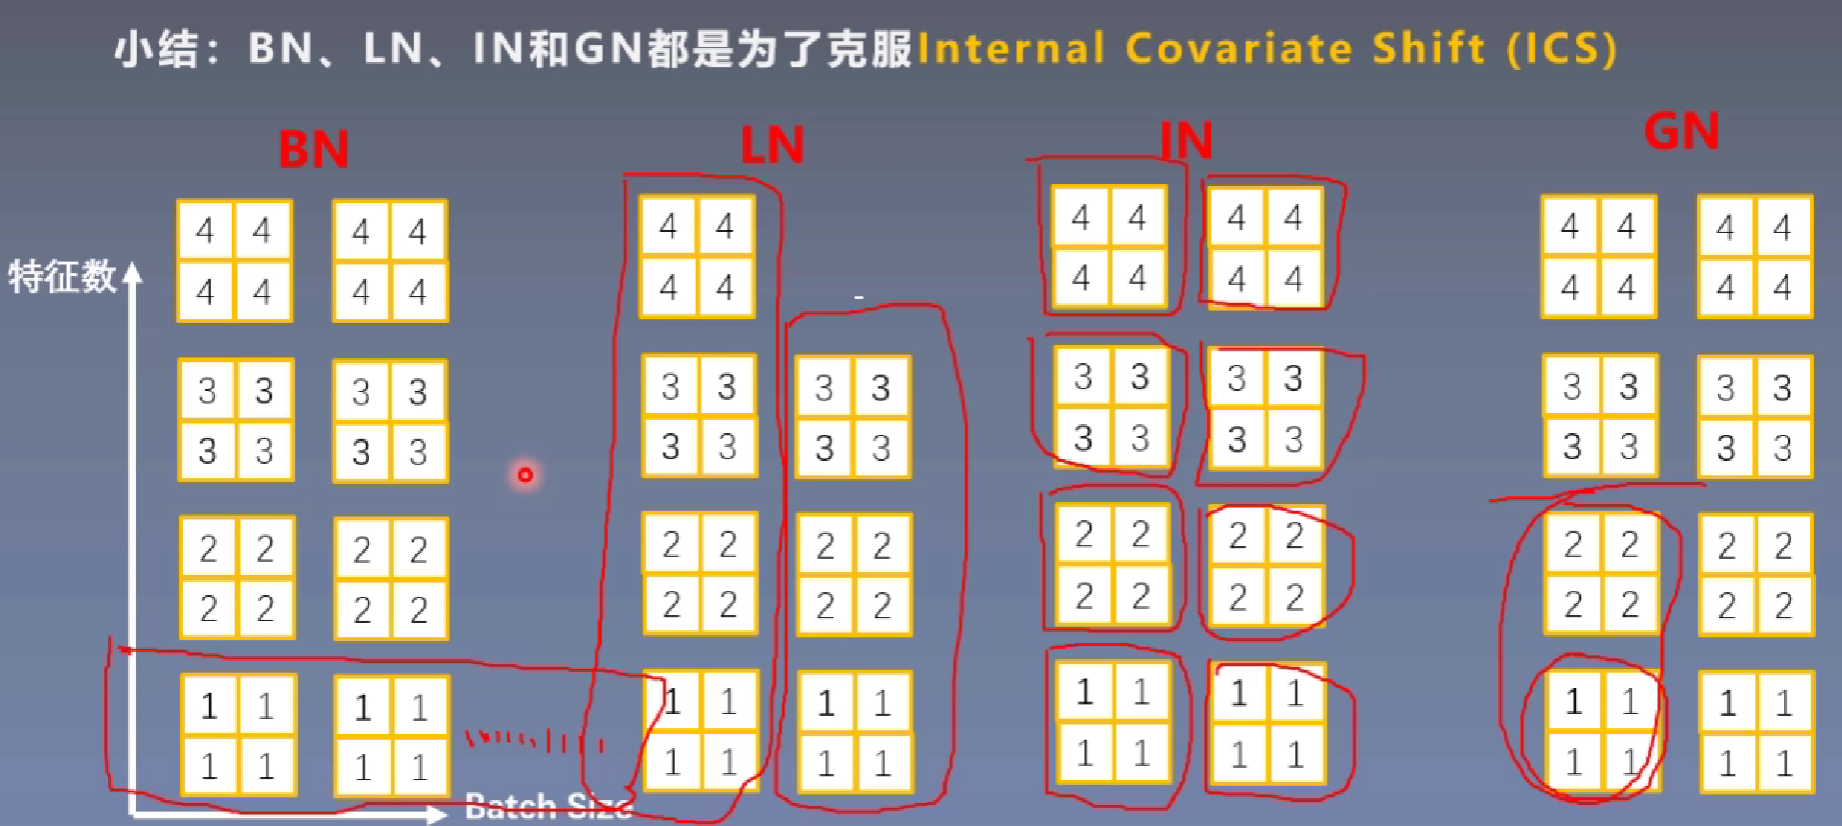 小结：BN、LN、IN和GN都是为了克服Internal Covariate Shift (ICS)
BN LN IN GN
4 4 4 4 4 4 4 4 4 4 4 4 4 4
4 4 4 4 4 4 4 4 4 4 4 4 4 4
特征数
3 3 3 3 3 3 3 3 3 3 3 3 3 3 3 3
3 3 3 3 3 3 3 3 3 3 3 3 3 3 3 3
2 2 2 2 2 2 2 2 2 2 2 2 2 2 2 2
2 2 2 2 2 2 2 2 2 2 2 2 2 2 2 2
1 1 1 1 1 1 1 1 1 1 1 1 1 1 1 1
1 1 1 1 1 1 1 1 1 1 1 1 1 1 1 1
Batch Size